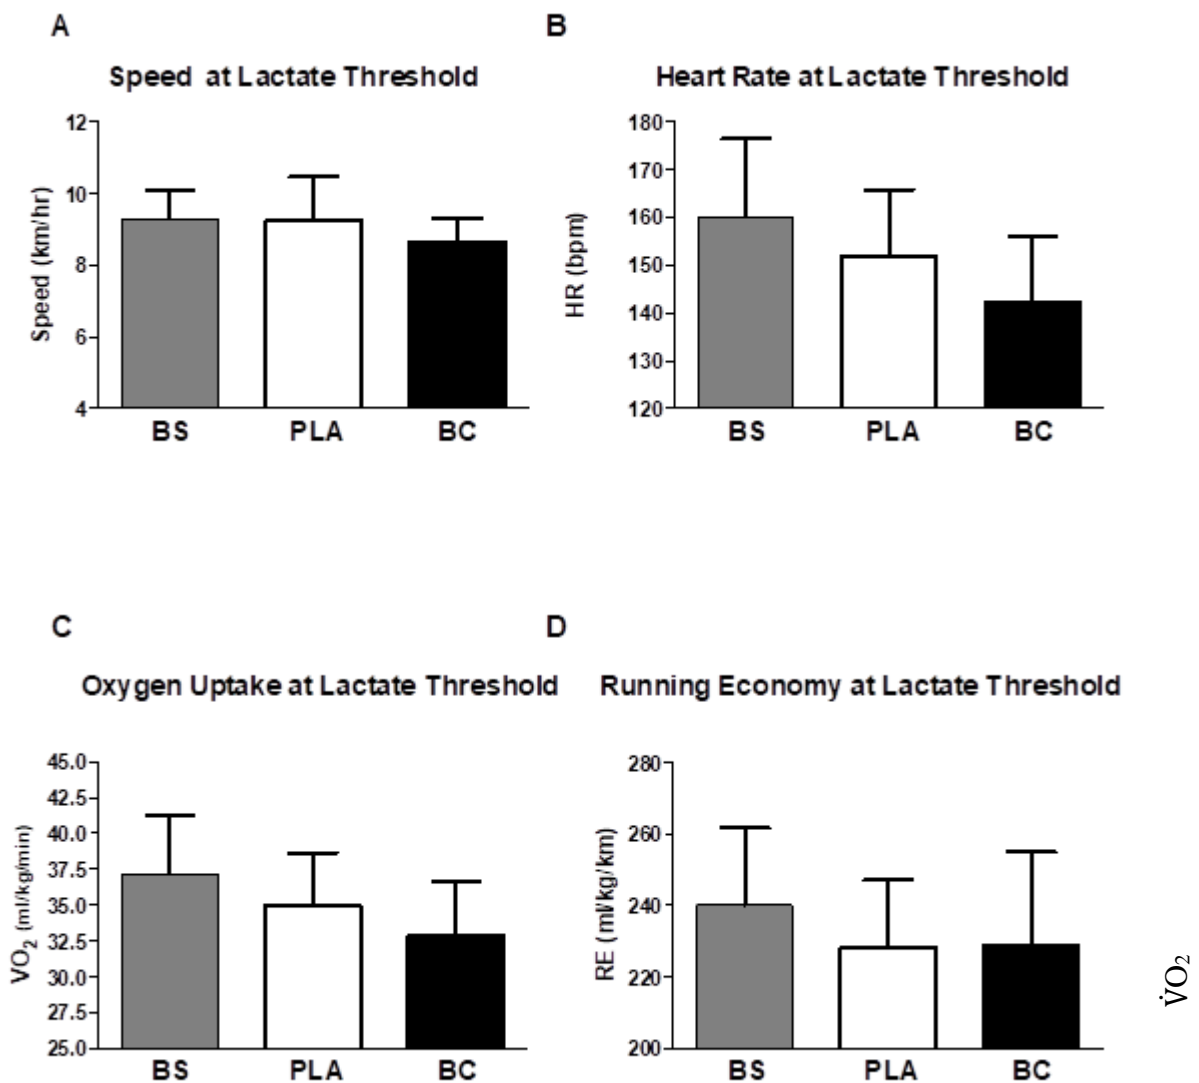 A
Speed at Lactate Threshold
12
10
8
6
4
Speed (km/hr)
BS PLA BC
B
Heart Rate at Lactate Threshold
180
170
160
150
140
130
120
HR (bpm)
BS PLA BC
C
Oxygen Uptake at Lactate Threshold
45.0
42.5
40.0
37.5
35.0
32.5
30.0
27.5
25.0
VO2 (ml/kg/min)
BS PLA BC
D
Running Economy at Lactate Threshold
280
260
240
220
200
RE (ml/kg/km)
BS PLA BC
V̇O2